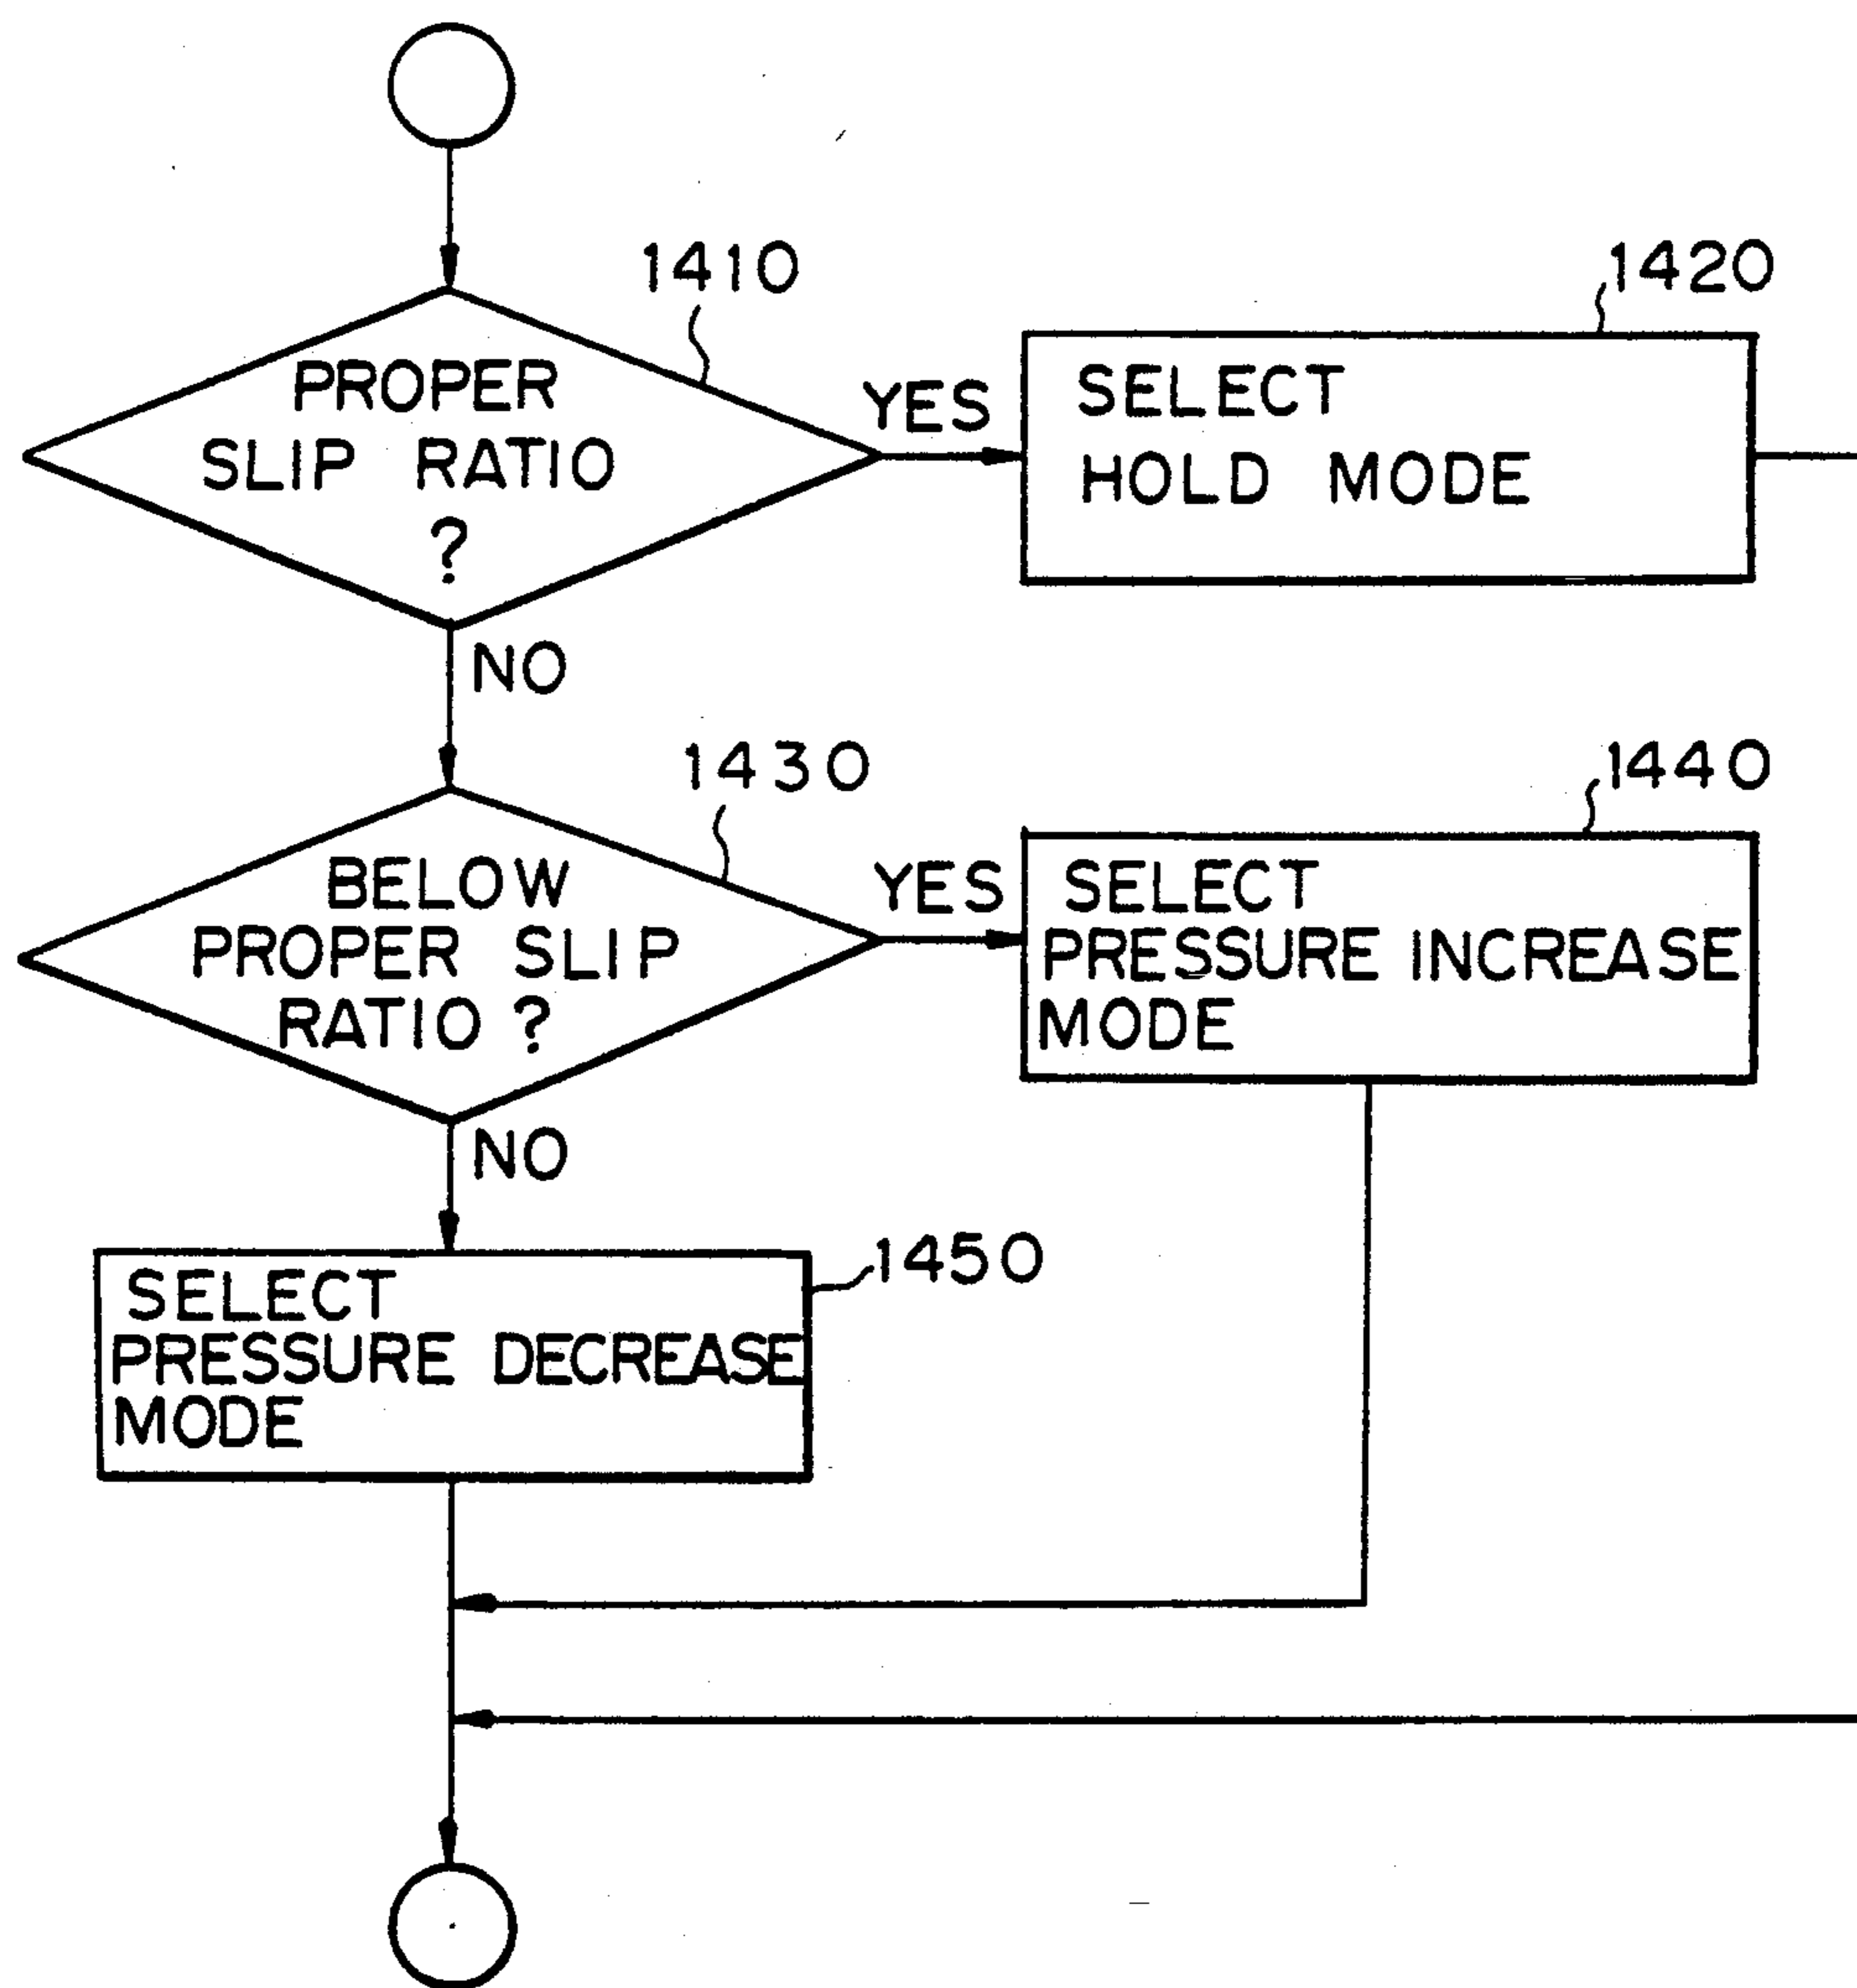 1410
1420
PROPER
SLIP RATIO
?
YES
SELECT
HOLD MODE
NO
1430
1440
BELOW
PROPER SLIP
RATIO ?
YES
SELECT
PRESSURE INCREASE
MODE
NO
1450
SELECT
PRESSURE DECREASE
MODE